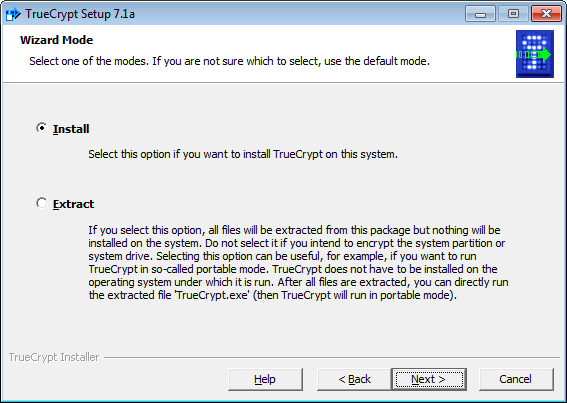 TrueCrypt Setup 7.1a
Wizard Mode
Select one of the modes. If you are not sure which to select, use the default mode.
Install
Select this option if you want to install TrueCrypt on this system.
Extract
If you select this option, all files will be extracted from this package but nothing will be
installed on the system. Do not select it if you intend to encrypt the system partition or
system drive. Selecting this option can be useful, for example, if you want to run
TrueCrypt in so-called portable mode. TrueCrypt does not have to be installed on the
operating system under which it is run. After all files are extracted, you can directly run
the extracted file 'TrueCrypt.exe' (then TrueCrypt will run in portable mode).
TrueCrypt Installer
Help
< Back
Next >
Cancel